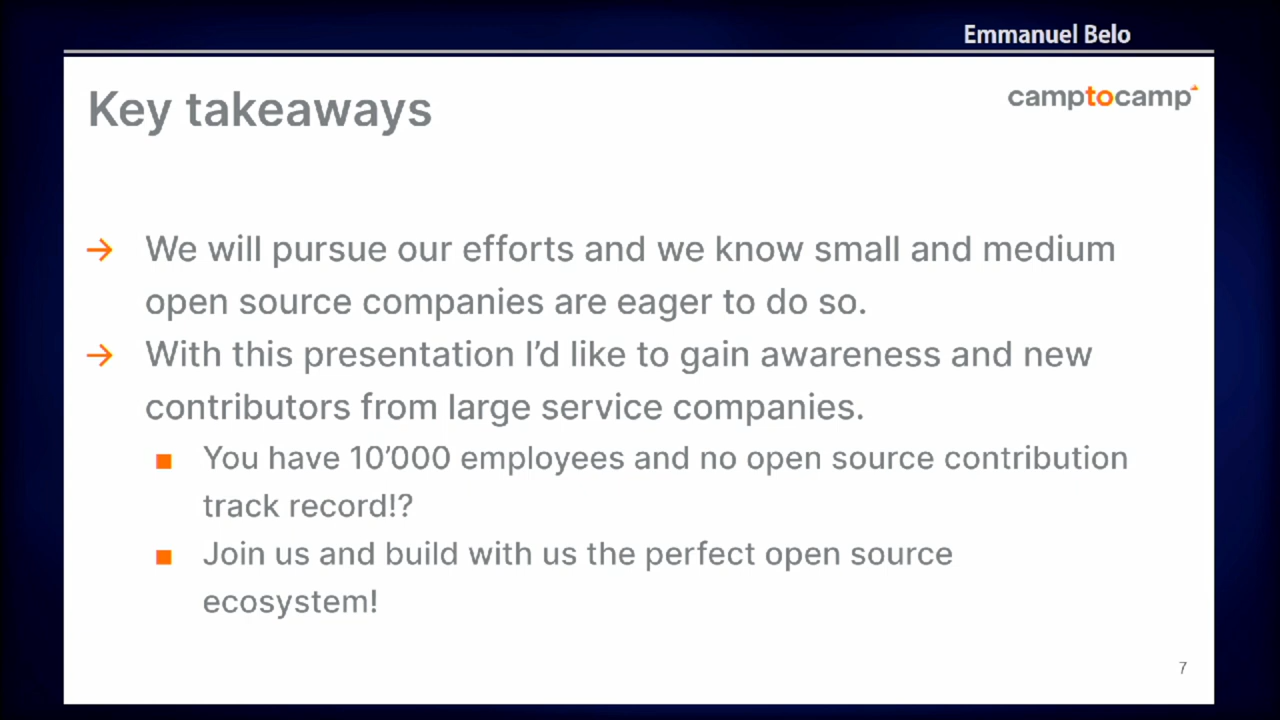 Emmanuel Belo
Key takeaways
camptocamp
→ We will pursue our efforts and we know small and medium
open source companies are eager to do so.
→ With this presentation I’d like to gain awareness and new
contributors from large service companies.
■ You have 10’000 employees and no open source contribution
track record!?
■ Join us and build with us the perfect open source
ecosystem!
7